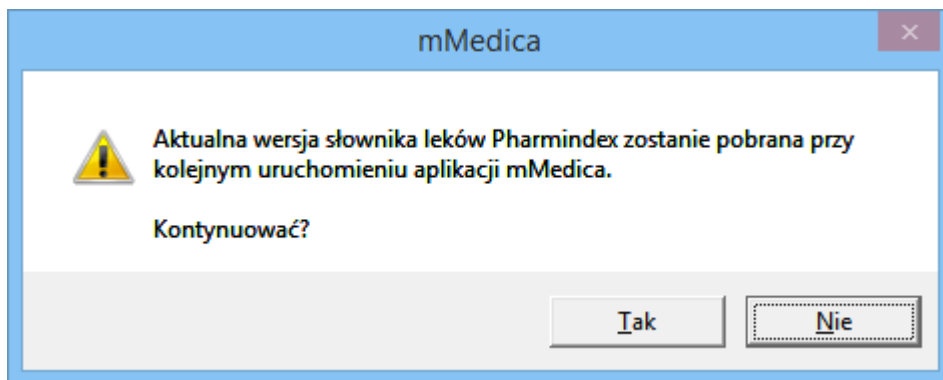 mMedica
Aktualna wersja słownika leków Pharmindex zostanie pobrana przy
kolejnym uruchomieniu aplikacji mMedica.
Kontynuować?
Tak
Nie